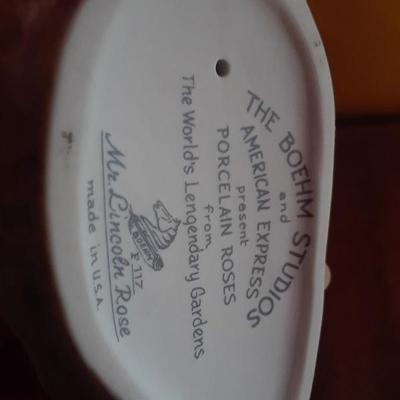 THE BOEHM STUDIOS
and
AMERICAN EXPRESS
present
PORCELAIN ROSES
from
The World's Lengendary Gardens
BOEHM
F 117
Mr. Lincoln Rose
made in U.S.A.